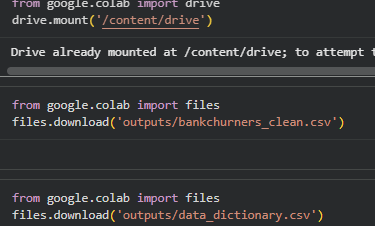 from google.colab import drive
drive.mount('/content/drive')
Drive already mounted at /content/drive; to attempt
from google.colab import files
files.download('outputs/bankchurners_clean.csv')
from google.colab import files
files.download('outputs/data_dictionary.csv')